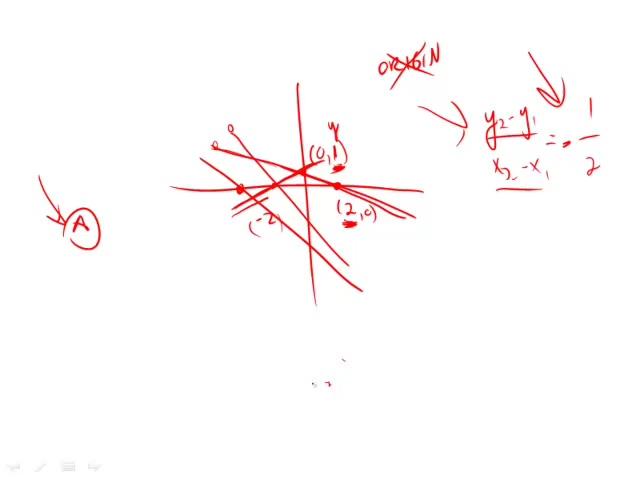 ORIGIN
y₂-y₁ / x₂-x₁ = - 1/2
y
(0,1)
(2,0)
(-2)
A